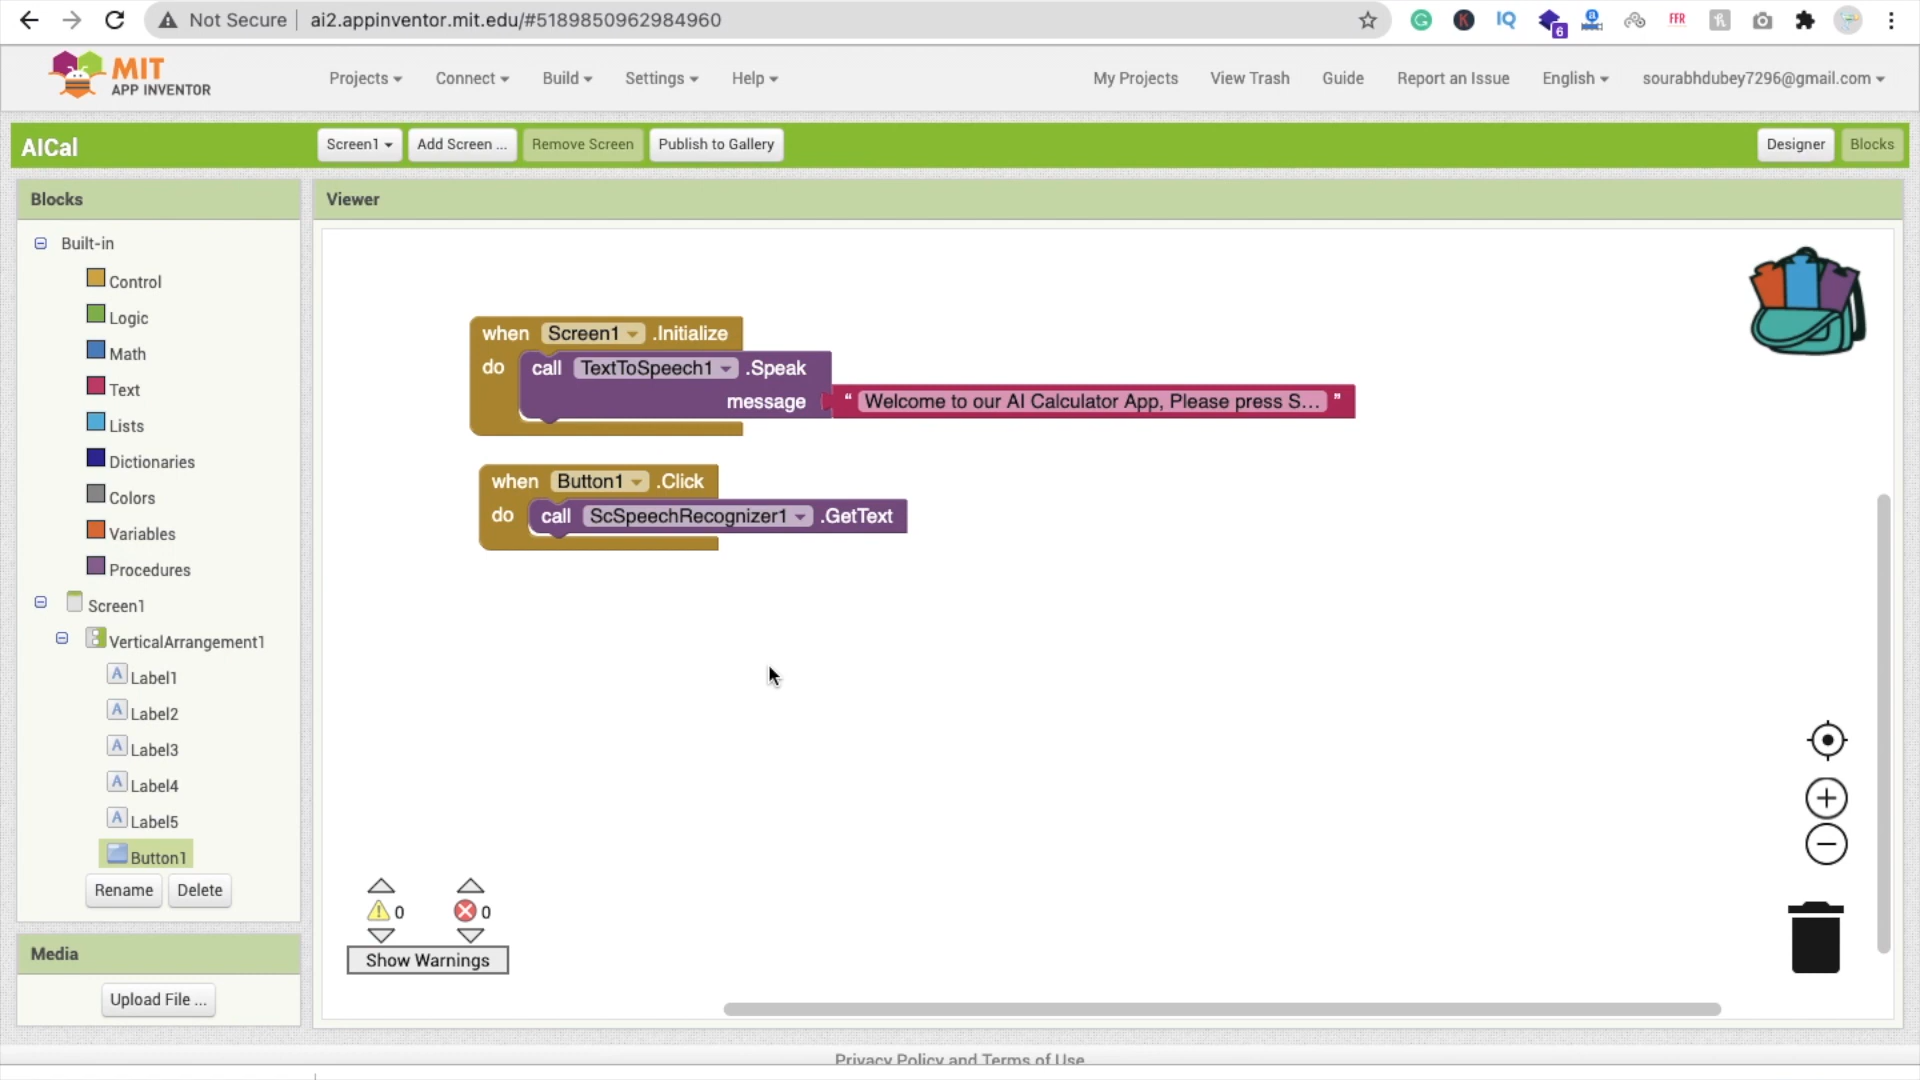 Not Secure ai2.appinventor.mit.edu/#5189850962984960
IQ
6
a
K
FFR
MIT
APP INVENTOR
Projects
Connect
Build
Settings
Help
My Projects
View Trash
Guide
Report an Issue
English
sourabhdubey7296@gmail.com
AICal
Screen1
Add Screen ...
Remove Screen
Publish to Gallery
Designer
Blocks
Blocks
Viewer
Built-in
Control
Logic
Math
Text
Lists
Dictionaries
Colors
Variables
Procedures
Screen1
VerticalArrangement1
A Label1
A Label2
A Label3
A Label4
A Label5
Button1
Rename
Delete
Media
Upload File ...
when Screen1 .Initialize
do call TextToSpeech1 .Speak
message “ Welcome to our AI Calculator App, Please press S... ”
when Button1 .Click
do call ScSpeechRecognizer1 .GetText
0
0
Show Warnings
Privacy Policy and Terms of Use